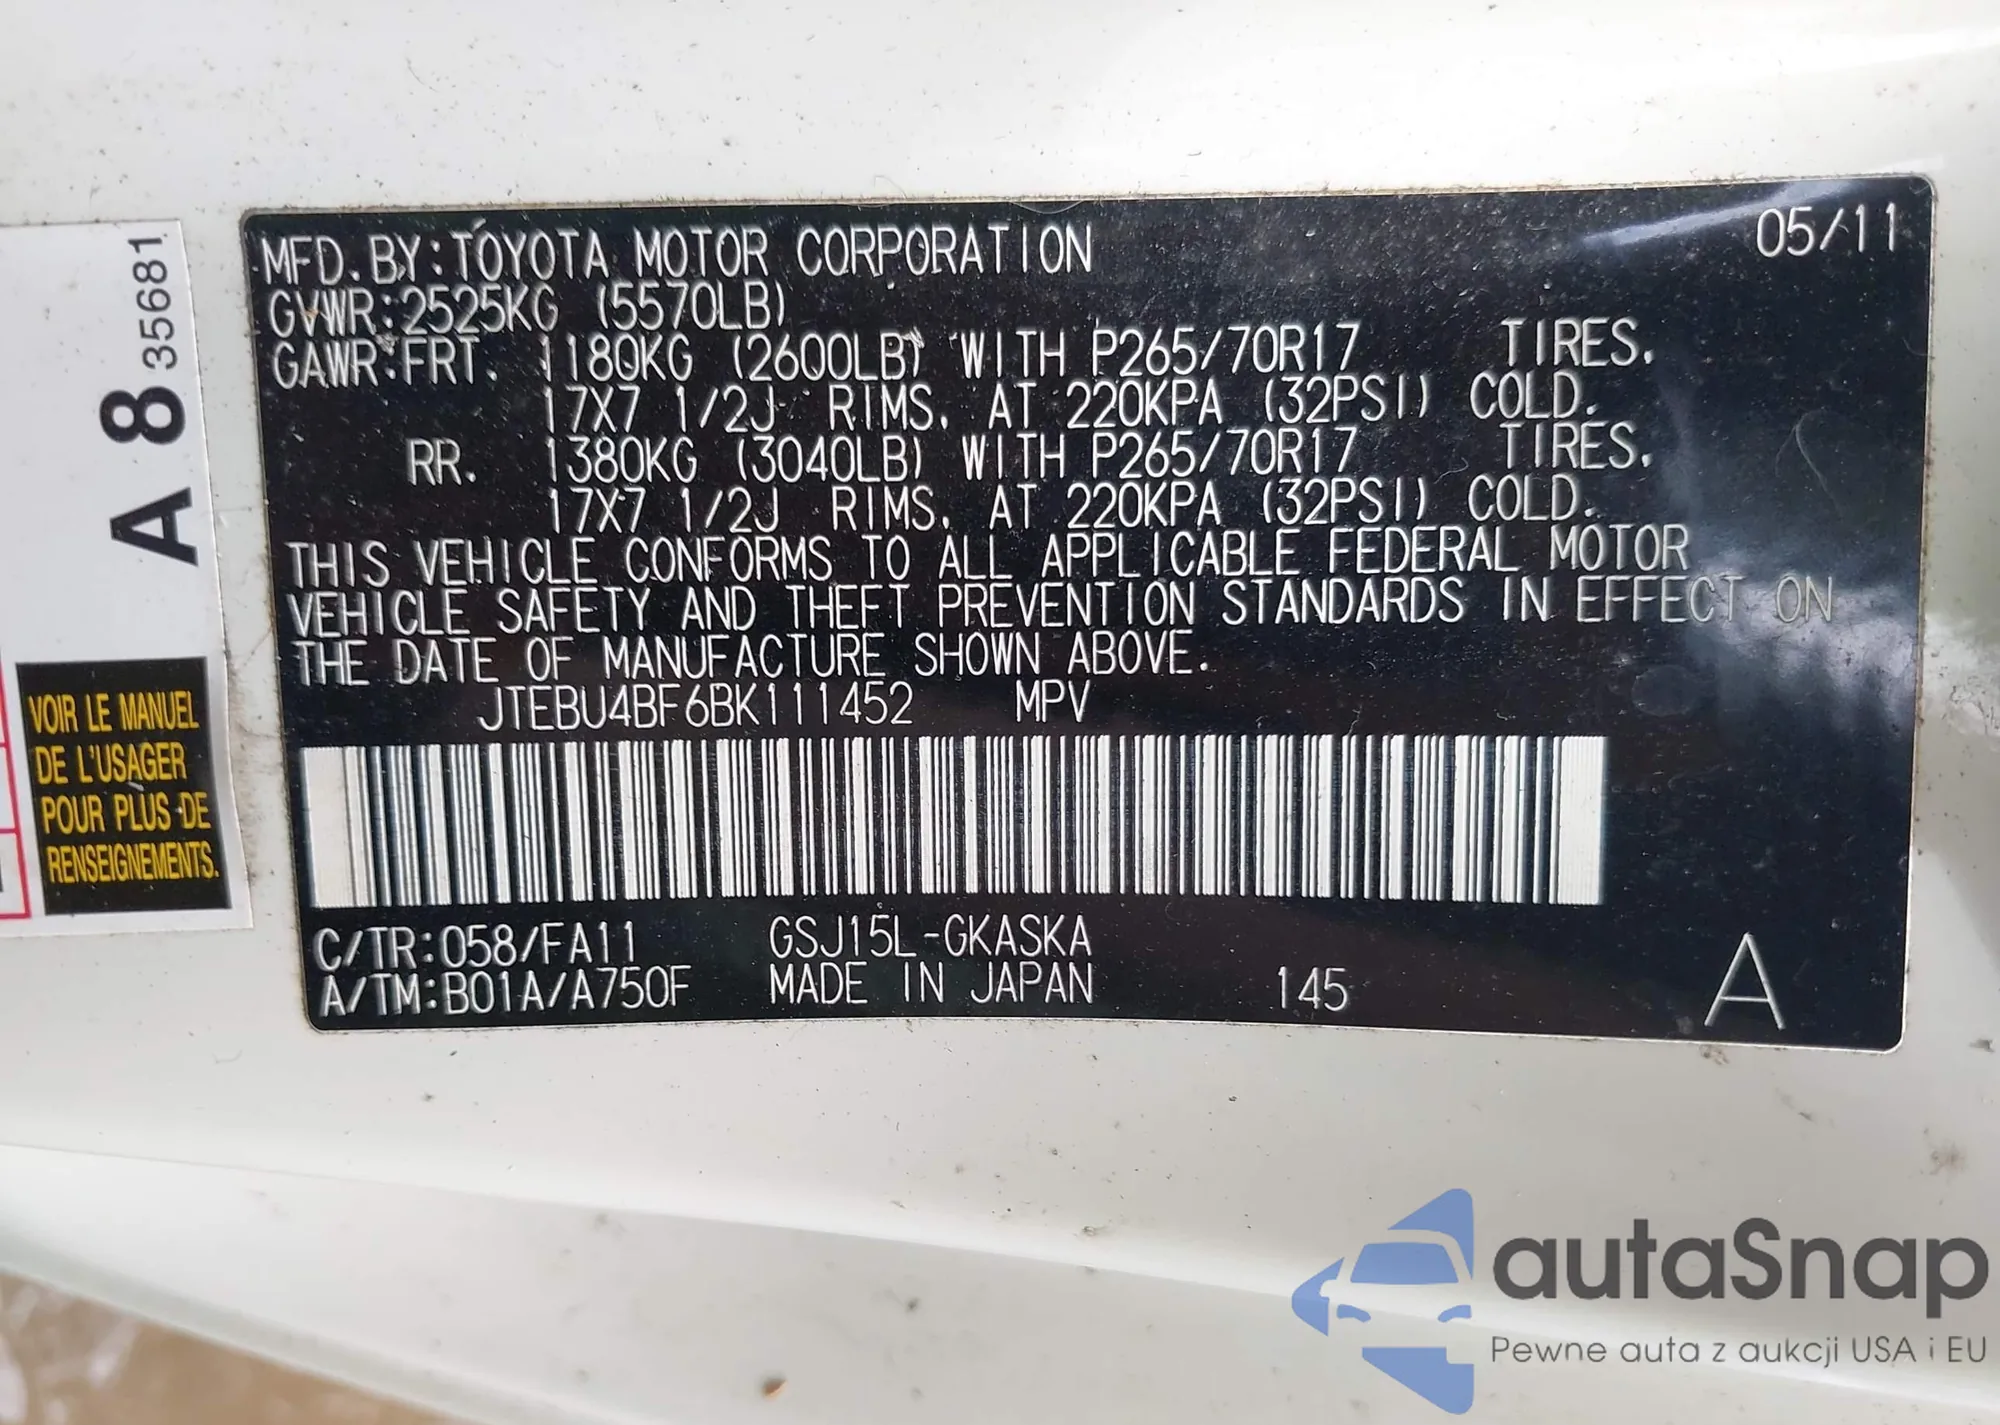 A 8 35681
VOIR LE MANUEL
DE L'USAGER
POUR PLUS DE
RENSEIGNEMENTS.
MFD. BY: TOYOTA MOTOR CORPORATION 05/11
GVWR: 2525KG (5570LB)
GAWR: FRT. 1180KG (2600LB) WITH P265/70R17 TIRES.
17X7 1/2J RIMS. AT 220KPA (32PSI) COLD.
RR. 1380KG (3040LB) WITH P265/70R17 TIRES.
17X7 1/2J RIMS. AT 220KPA (32PSI) COLD.
THIS VEHICLE CONFORMS TO ALL APPLICABLE FEDERAL MOTOR
VEHICLE SAFETY AND THEFT PREVENTION STANDARDS IN EFFECT ON
THE DATE OF MANUFACTURE SHOWN ABOVE.
JTEBU4BF6BK111452 MPV
C/TR: 058/FA11 GSJ15L-GKASKA
A/TM: B01A/A750F MADE IN JAPAN 145 A
autaSnap
Pewne auta z aukcji USA i EU